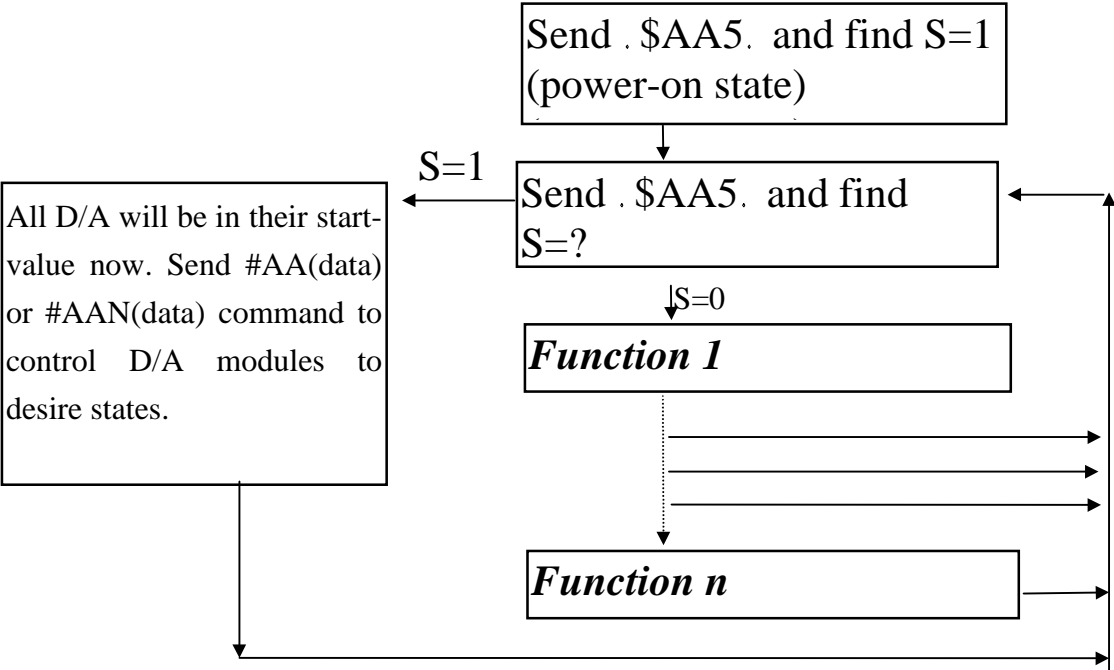 Send . $AA5. and find S=1
(power-on state)
S=1
Send . $AA5. and find
S=?
All D/A will be in their start-
value now. Send #AA(data)
or #AAN(data) command to
control D/A modules to
desire states.
S=0
Function 1
Function n